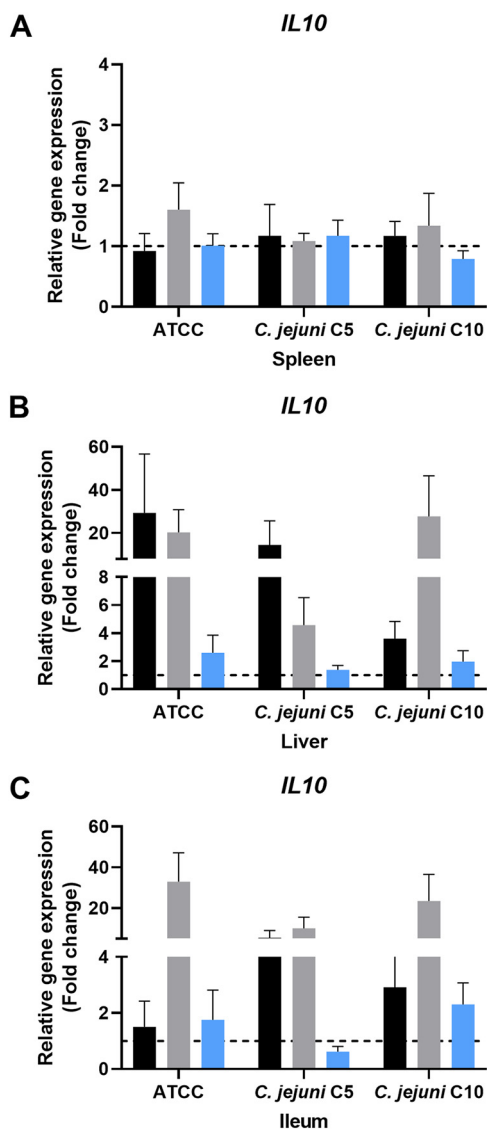 A
IL10
Relative gene expression
(Fold change)
4
3
2
1
0
ATCC
C. jejuni C5
C. jejuni C10
Spleen
B
IL10
Relative gene expression
(Fold change)
60
40
20
8
6
4
2
0
ATCC
C. jejuni C5
C. jejuni C10
Liver
C
IL10
Relative gene expression
(Fold change)
60
40
20
4
2
0
ATCC
C. jejuni C5
C. jejuni C10
Ileum